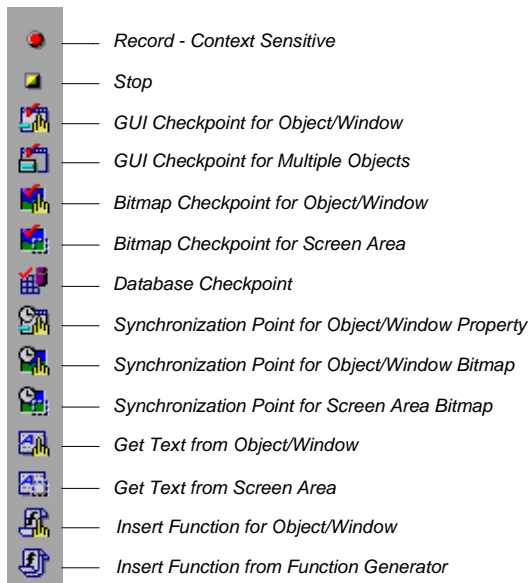 Record - Context Sensitive
Stop
GUI Checkpoint for Object/Window
GUI Checkpoint for Multiple Objects
Bitmap Checkpoint for Object/Window
Bitmap Checkpoint for Screen Area
Database Checkpoint
Synchronization Point for Object/Window Property
Synchronization Point for Object/Window Bitmap
Synchronization Point for Screen Area Bitmap
Get Text from Object/Window
Get Text from Screen Area
Insert Function for Object/Window
Insert Function from Function Generator